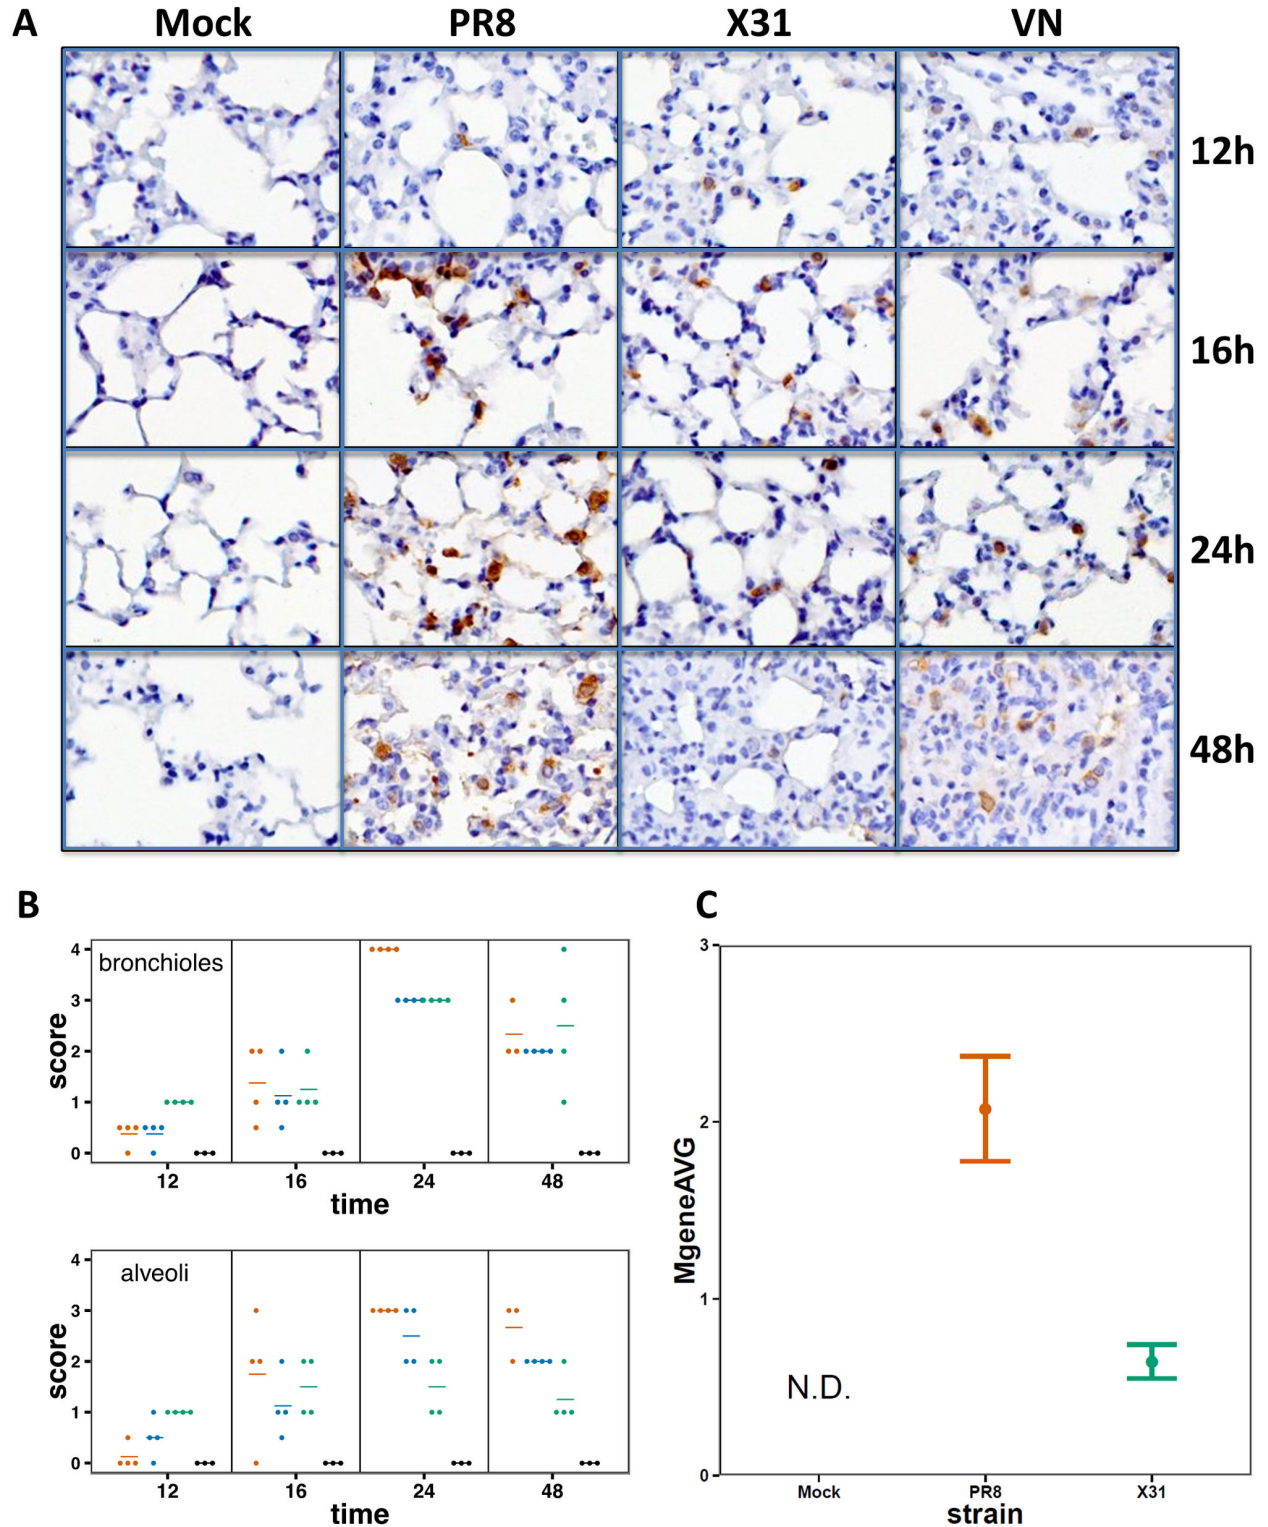 A
Mock PR8 X31 VN
12h
16h
24h
48h
B
bronchioles
score
4
3
2
1
0
12 16 24 48
time
alveoli
score
4
3
2
1
0
12 16 24 48
time
C
MgeneAVG
3
2
1
0
N.D.
Mock PR8 X31
strain